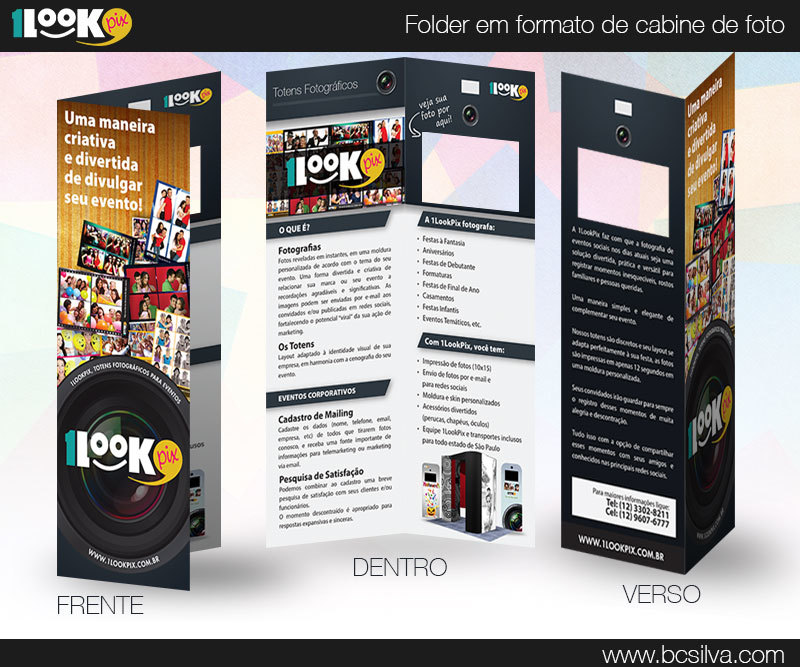 1LOOK pix
Folder em formato de cabine de foto
1LOOK pix
Uma maneira
criativa
e divertida
de divulgar
seu evento!
1LOOKPIX. TOTENS FOTOGRÁFICOS PARA EVENTOS
1LOOK pix
WWW.1LOOKPIX.COM.BR
FRENTE
Totens Fotográficos
1LOOK pix
O QUE É?
Fotografias
Fotos reveladas em instantes, em uma moldura
personalizada de acordo com o tema do seu
evento. Uma forma divertida e criativa de
relacionar sua marca ou seu evento a
recordações agradáveis e significativas. As
imagens podem ser enviadas por e-mail aos
convidados e/ou publicadas em redes sociais,
fortalecendo o potencial "viral" da sua ação de
marketing.
Os Totens
Layout adaptado à identidade visual de sua
empresa, em harmonia com a cenografia do seu
evento.
EVENTOS CORPORATIVOS
Cadastro de Mailing
Cadastre os dados (nome, telefone, email,
empresa, etc) de todos que tirarem fotos
conosco, e receba uma fonte importante de
informações para telemarketing ou marketing
via email.
Pesquisa de Satisfação
Podemos combinar ao cadastro uma breve
pesquisa de satisfação com seus clientes e/ou
funcionários.
O momento descontraído é apropriado para
respostas expansivas e sinceras.
1LOOK pix
veja sua
foto por
aqui!
A 1LookPix fotografa:
• Festas à Fantasia
• Aniversários
• Festas de Debutante
• Formaturas
• Festas de Final de Ano
• Casamentos
• Festas Infantis
• Eventos Temáticos, etc.
Com 1LookPix, você tem:
• Impressão de fotos (10x15)
• Envio de fotos por e-mail e
para redes sociais
• Moldura e skin personalizados
• Acessórios divertidos
(perucas, chapéus, óculos)
• Equipe 1LookPix e transportes inclusos
para todo estado de São Paulo
DENTRO
A 1LookPix faz com que a fotografia de
eventos sociais nos dias atuais seja uma
solução divertida, prática e versátil para
registrar momentos inesquecíveis, rostos
familiares e pessoas queridas.
Uma maneira simples e elegante de
complementar seu evento.
Nossos totens são discretos e seu layout se
adapta perfeitamente à sua festa, as fotos
são impressas em apenas 12 segundos em
uma moldura personalizada.
Seus convidados irão guardar para sempre
o registro desses momentos de muita
alegria e descontração.
Tudo isso com a opção de compartilhar
esses momentos com seus amigos e
conhecidos nas principais redes sociais.
Para maiores informações ligue:
Tel: (12) 3302-8211
Cel: (12) 9607-6777
WWW.1LOOKPIX.COM.BR
Uma maneira
criativa
e divertida
de divulgar
seu evento!
VERSO
www.bcsilva.com